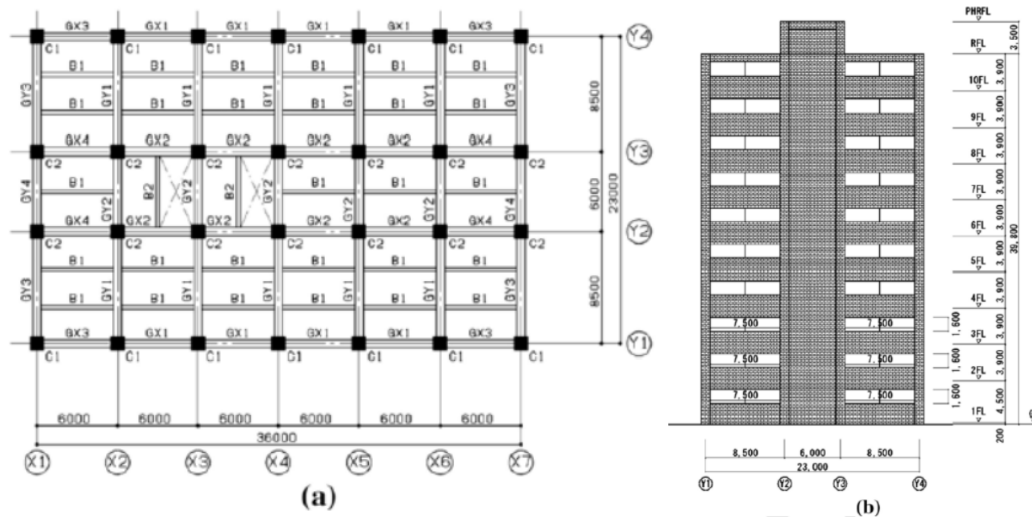 GX3 GX1 GX1 GX1 GX1 GX3
Y4
C1 C1 C1 C1 C1 C1 C1
B1 B1 B1 B1 B1 B1
GY3 GY1 GY1 GY1 GY1 GY1 GY3
8500
B1 B1 B1 B1 B1 B1
GX4 GX2 GX2 GX2 GX2 GX4
Y3
C2 C2 C2 C2 C2 C2 C2
B1 B1 B1 B1
GY4 GY2 B2 GY2 B2 GY2 GY2 GY2 GY4
6000
23000
GX4 GX2 GX2 GX2 GX2 GX4
Y2
C2 C2 C2 C2 C2 C2 C2
B1 B1 B1 B1 B1 B1
GY3 GY1 GY1 GY1 GY1 GY1 GY3
8500
B1 B1 B1 B1 B1 B1
GX3 GX1 GX1 GX1 GX1 GX3
Y1
C1 C1 C1 C1 C1 C1 C1
6000 6000 6000 6000 6000 6000
36000
X1 X2 X3 X4 X5 X6 X7
(a)
PHRFL
3,500
RFL
3,900
10FL
3,900
9FL
3,900
8FL
3,900
7FL
3,900
6FL
3,900
5FL
3,900
4FL
3,900
3FL
3,900
2FL
4,500
1FL
200
39,800
7,500 7,500 1,600
7,500 7,500 1,600
7,500 7,500 1,600
8,500 6,000 8,500
23,000
Y1 Y2 Y3 Y4
(b)